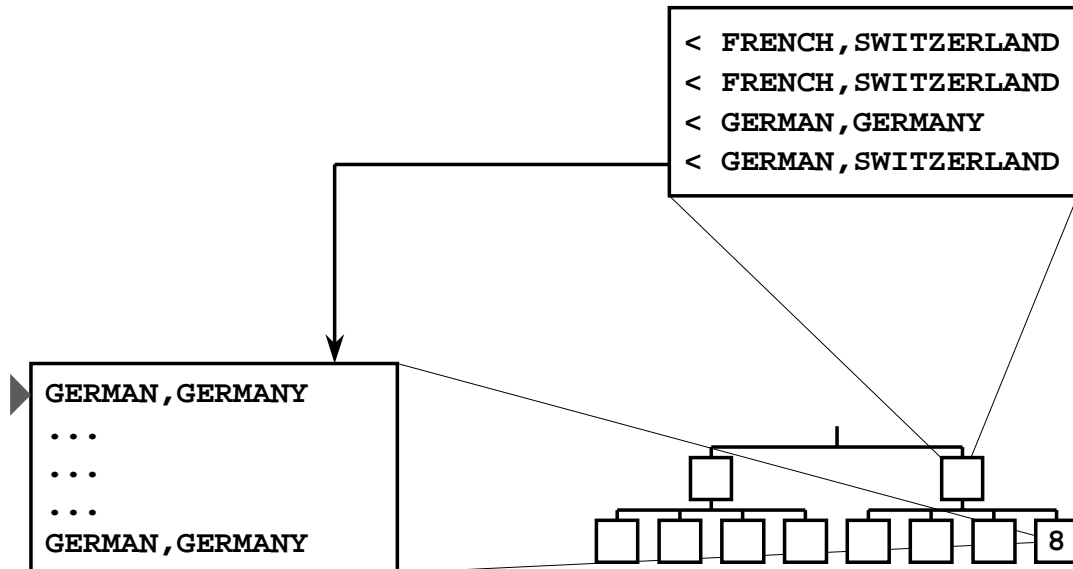 < FRENCH,SWITZERLAND
< FRENCH,SWITZERLAND
< GERMAN,GERMANY
< GERMAN,SWITZERLAND
GERMAN,GERMANY
...
...
...
GERMAN,GERMANY
8